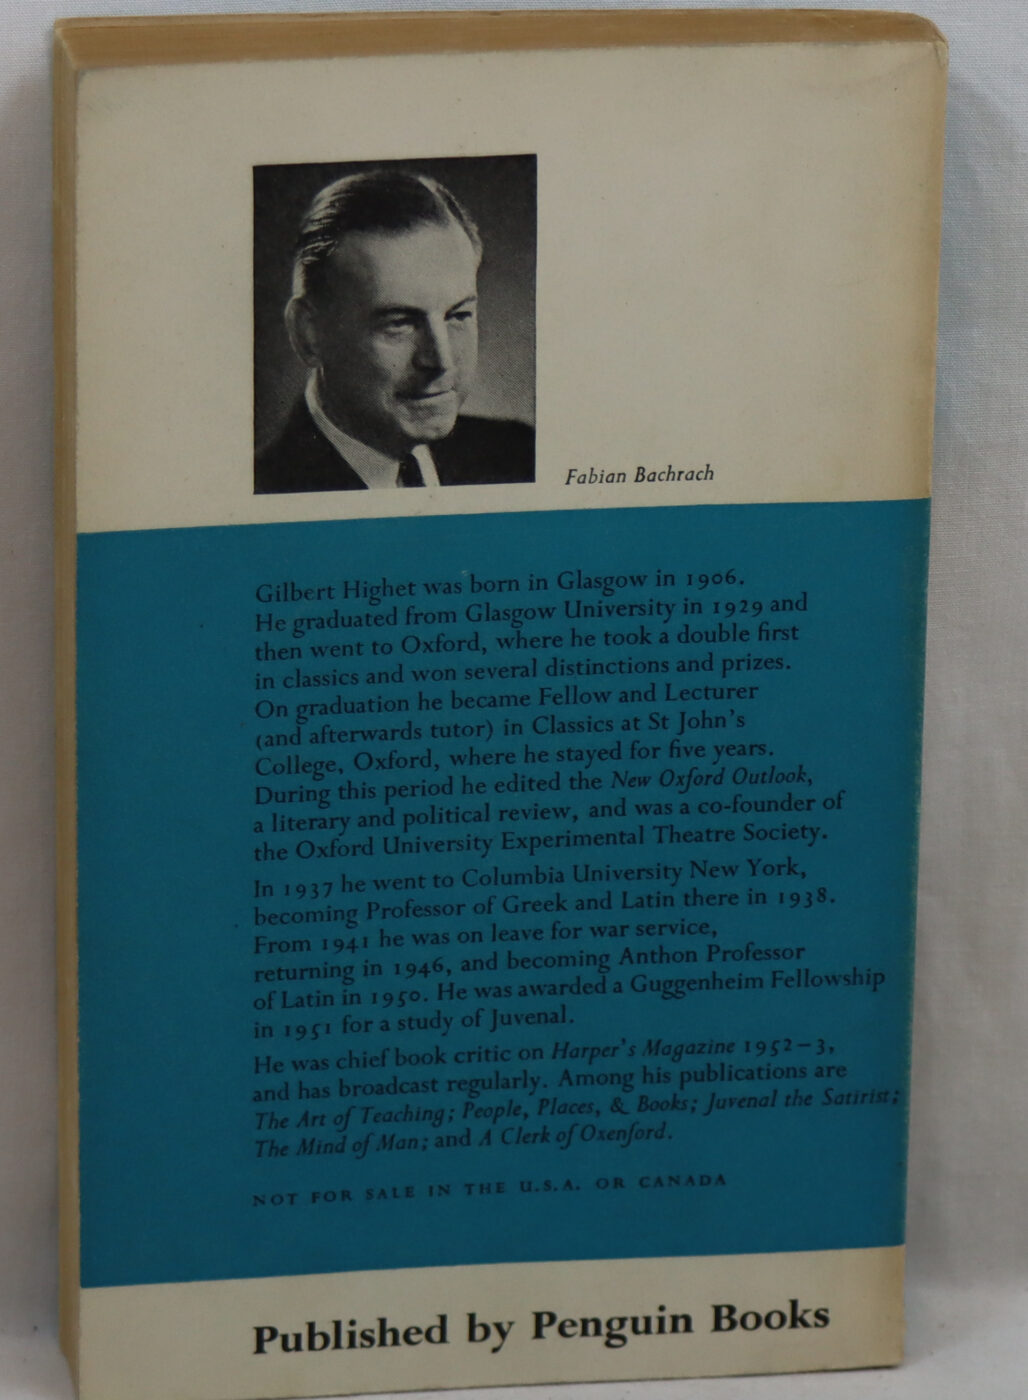 Fabian Bachrach
Gilbert Highet was born in Glasgow in 1906.
He graduated from Glasgow University in 1929 and
then went to Oxford, where he took a double first
in classics and won several distinctions and prizes.
On graduation he became Fellow and Lecturer
(and afterwards tutor) in Classics at St John's
College, Oxford, where he stayed for five years.
During this period he edited the New Oxford Outlook,
a literary and political review, and was a co-founder of
the Oxford University Experimental Theatre Society.
In 1937 he went to Columbia University New York,
becoming Professor of Greek and Latin there in 1938.
From 1941 he was on leave for war service,
returning in 1946, and becoming Anthon Professor
of Latin in 1950. He was awarded a Guggenheim Fellowship
in 1951 for a study of Juvenal.
He was chief book critic on Harper's Magazine 1952–3,
and has broadcast regularly. Among his publications are
The Art of Teaching; People, Places, & Books; Juvenal the Satirist;
The Mind of Man; and A Clerk of Oxenford.
NOT FOR SALE IN THE U.S.A. OR CANADA
Published by Penguin Books